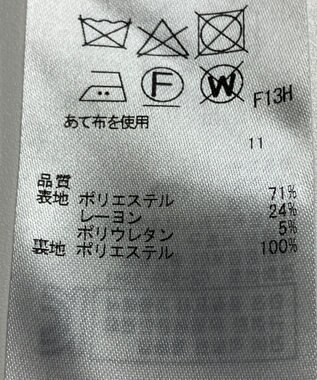 F W F13H
あて布を使用
11
品質
表地 ポリエステル 71%
レーヨン 24%
ポリウレタン 5%
裏地 ポリエステル 100%